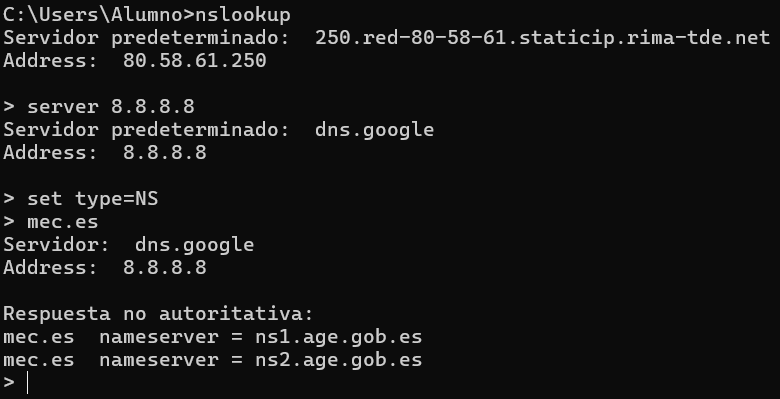 C:\Users\Alumno>nslookup
Servidor predeterminado:  250.red-80-58-61.staticip.rima-tde.net
Address:  80.58.61.250

> server 8.8.8.8
Servidor predeterminado:  dns.google
Address:  8.8.8.8

> set type=NS
> mec.es
Servidor:  dns.google
Address:  8.8.8.8

Respuesta no autoritativa:
mec.es  nameserver = ns1.age.gob.es
mec.es  nameserver = ns2.age.gob.es
>